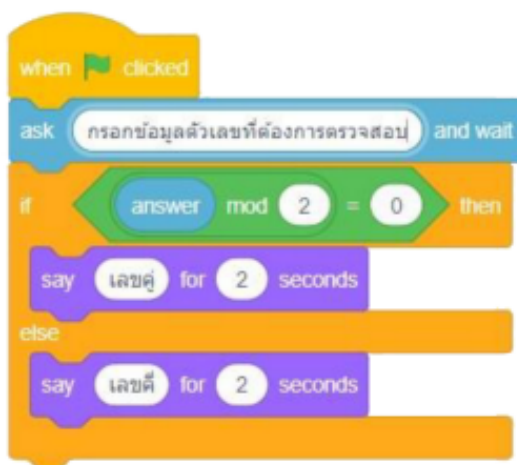 when clicked
ask กรอกข้อมูลตัวเลขที่ต้องการตรวจสอบ and wait
if answer mod 2 = 0 then
say เลขคู่ for 2 seconds
else
say เลขคี่ for 2 seconds